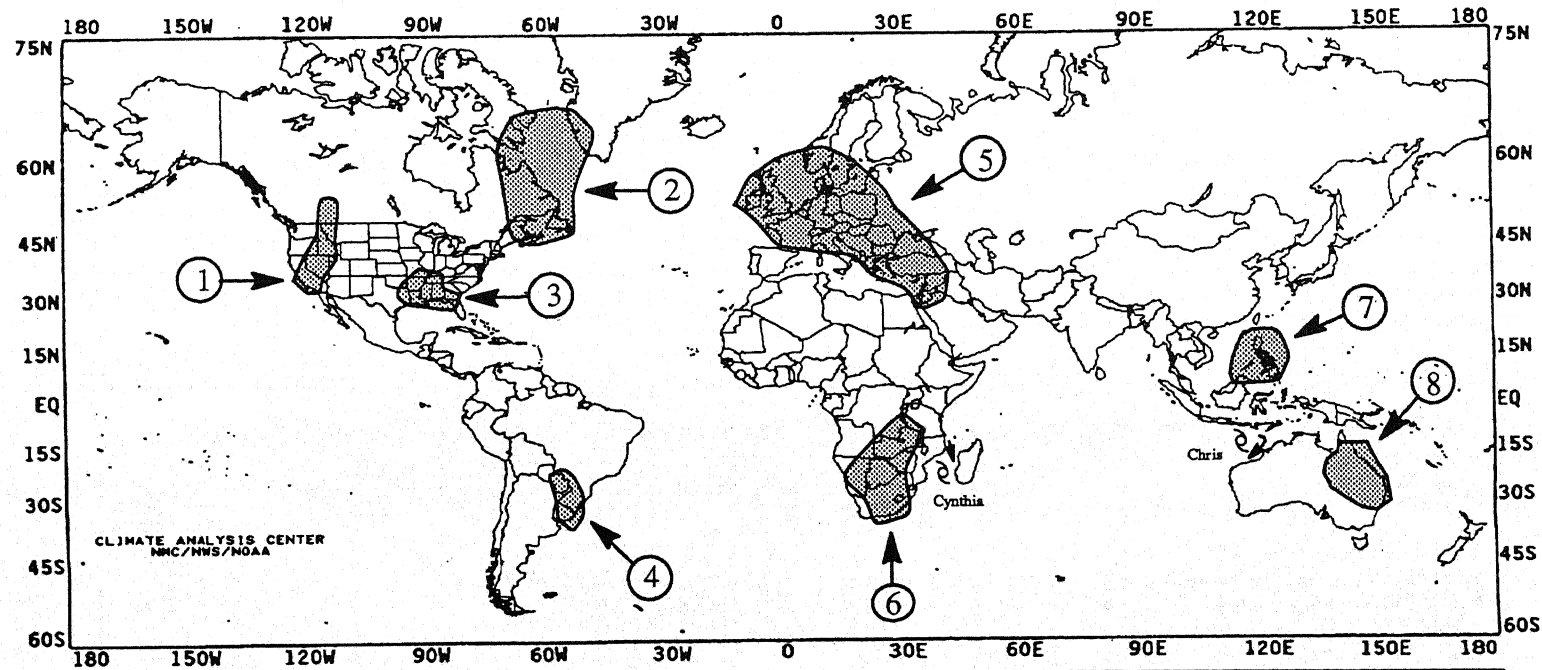 180 150W 120W 90W 60W 30W 0 30E 60E 90E 120E 150E 180
75N 75N
60N 60N
2
5
45N 45N
1
3
30N 30N
7
15N 15N
8
EQ EQ
15S 15S
Chris
Cynthia
30S 30S
CLIMATE ANALYSIS CENTER
NMC/NWS/NOAA
45S 45S
4
6
60S 60S
180 150W 120W 90W 60W 30W 0 30E 60E 90E 120E 150E 180